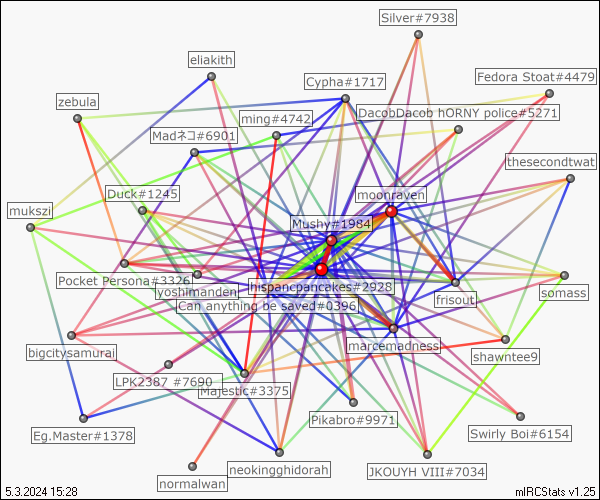 Silver#7938
eliakith
Cypha#1717
Fedora Stoat#4479
zebula
ming#4742
DacobDacob hORNY police#5271
Madネコ#6901
thesecondtwat
Duck#1245
moonraven
mukszi
Mushy#1984
Pocket Persona#3326
yoshimanden
hispanicpancakes#2928
frisout
somass
Can anything be saved#0396
bigcitysamurai
marcemadness
shawntee9
LPK2387 #7690
Majestic#3375
Pikabro#9971
Eg.Master#1378
Swirly Boi#6154
neokingghidorah
JKOUYH VIII#7034
normalwan
5.3.2024 15:28
mIRCStats v1.25